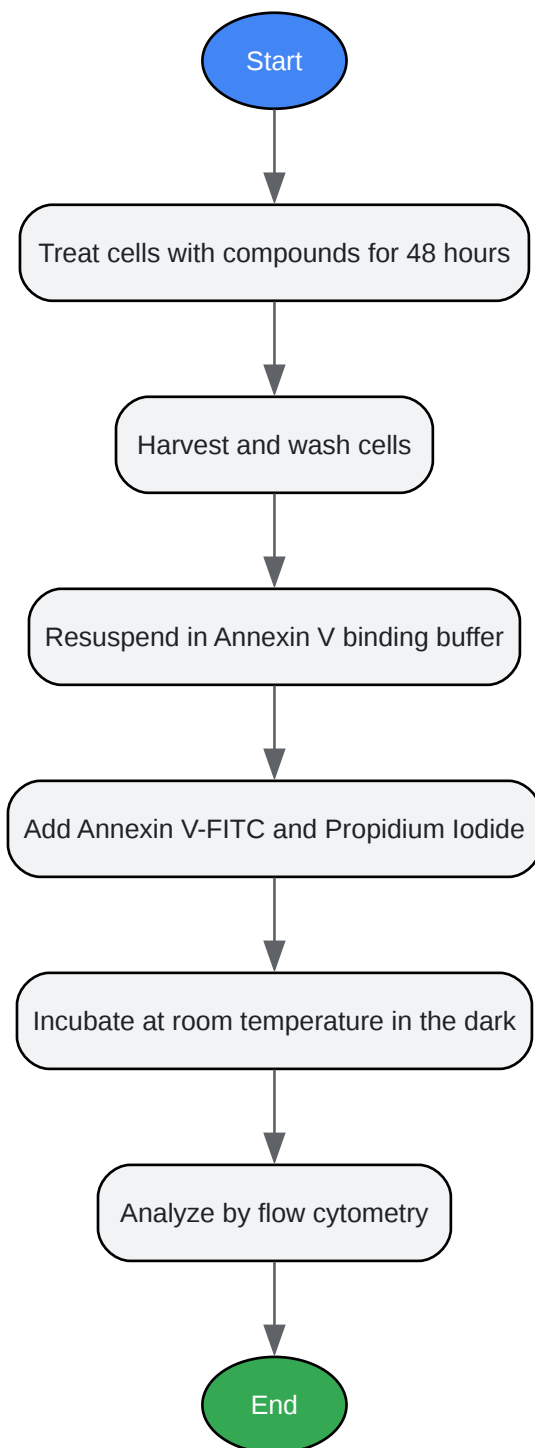 Start
Treat cells with compounds for 48 hours
Harvest and wash cells
Resuspend in Annexin V binding buffer
Add Annexin V-FITC and Propidium Iodide
Incubate at room temperature in the dark
Analyze by flow cytometry
End